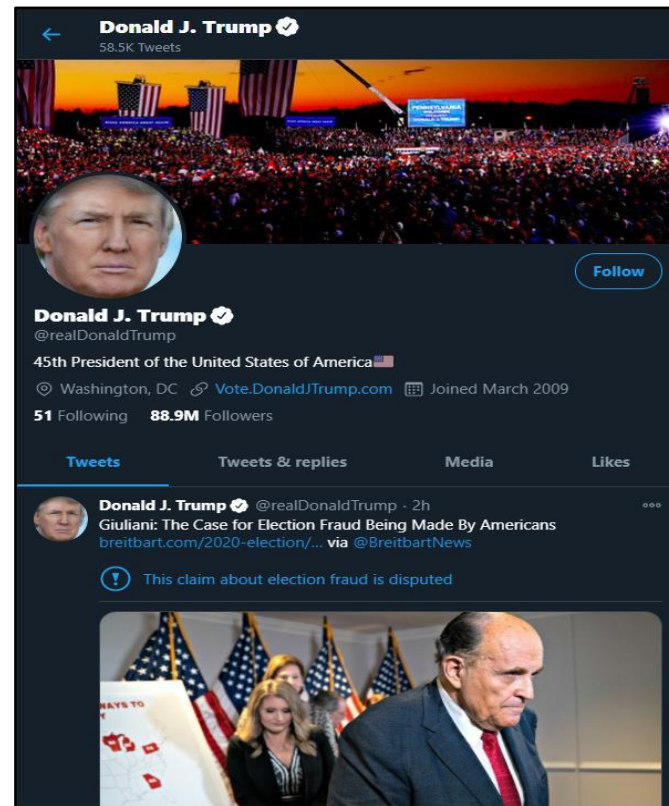 Donald J. Trump
58.5K Tweets
PENNSYLVANIA
Follow
Donald J. Trump
@realDonaldTrump
45th President of the United States of America🇺🇸
Washington, DC Vote.DonaldJTrump.com Joined March 2009
51 Following 88.9M Followers
Tweets Tweets & replies Media Likes
Donald J. Trump @realDonaldTrump · 2h
Giuliani: The Case for Election Fraud Being Made By Americans
breitbart.com/2020-election/... via @BreitbartNews
This claim about election fraud is disputed
WAYS TO